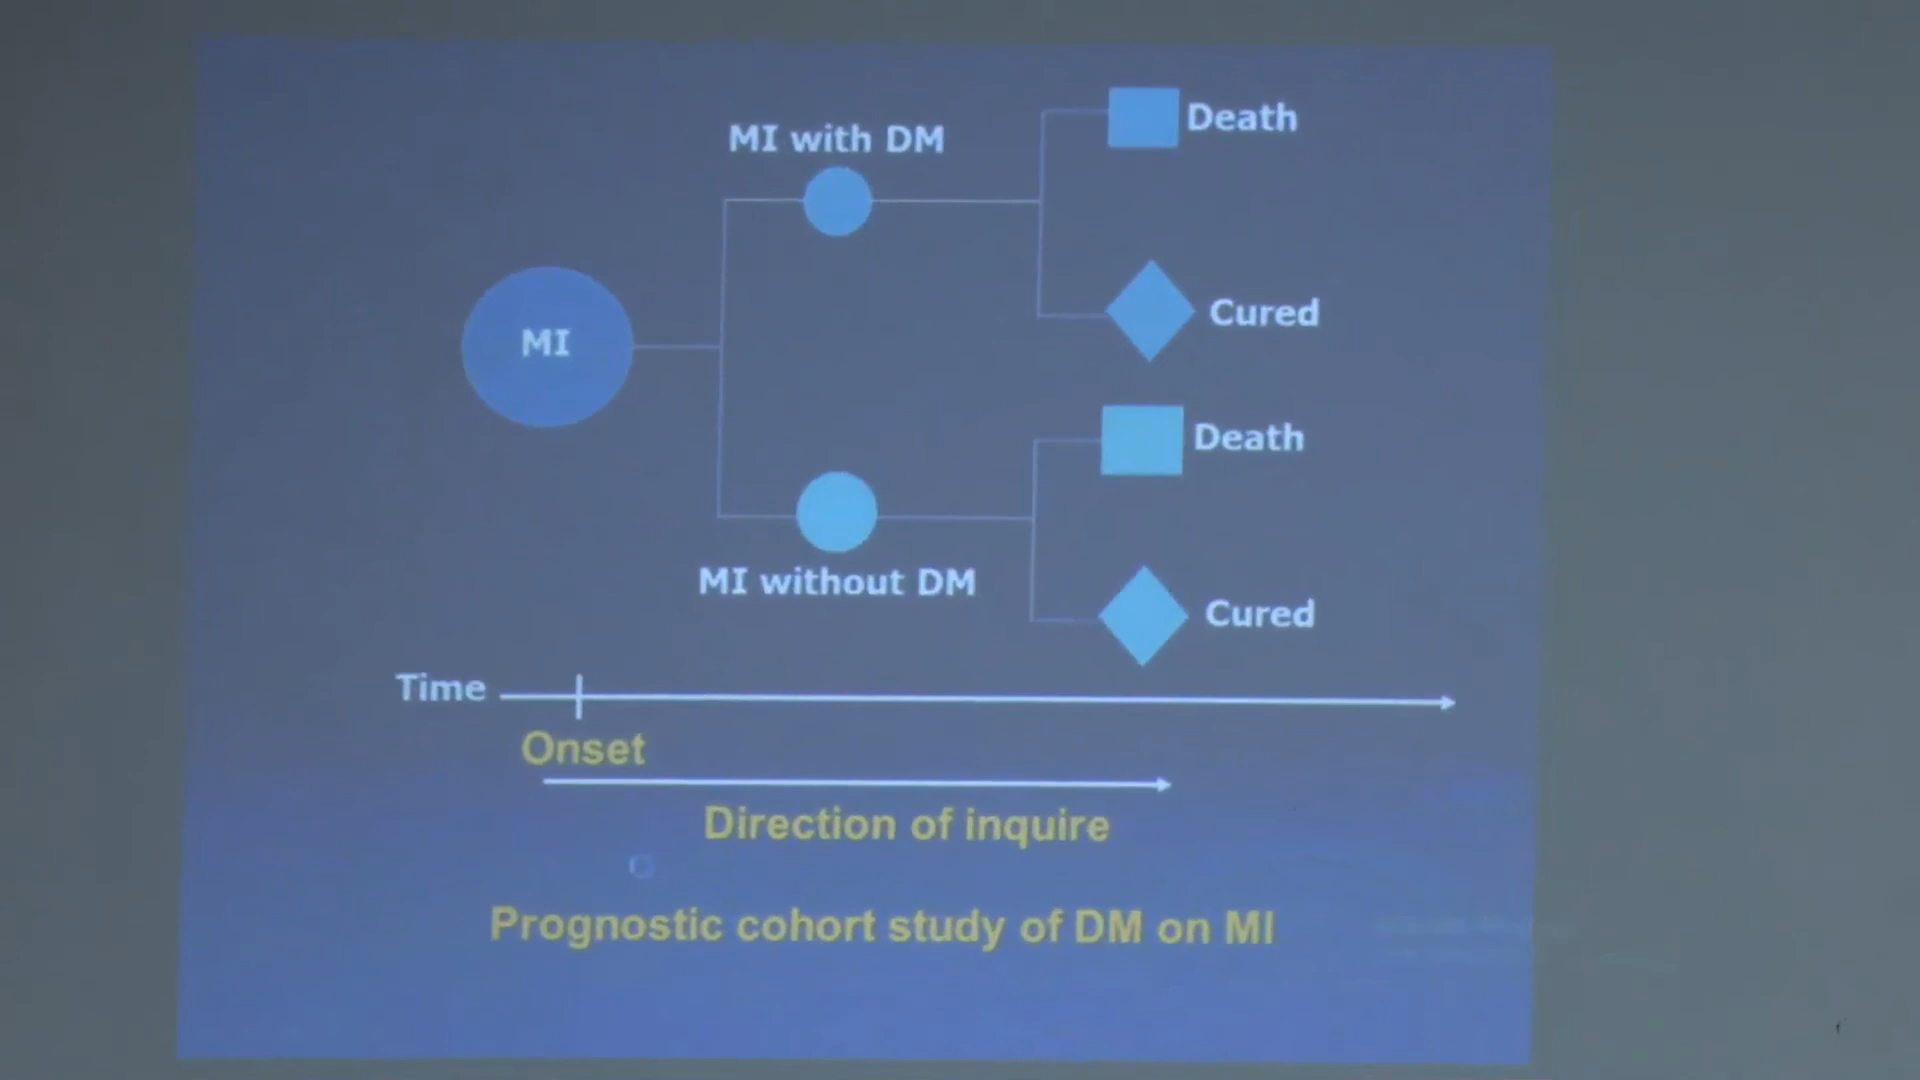 MI with DM
Death
Cured
MI
Death
MI without DM
Cured
Time
Onset
Direction of inquire
Prognostic cohort study of DM on MI